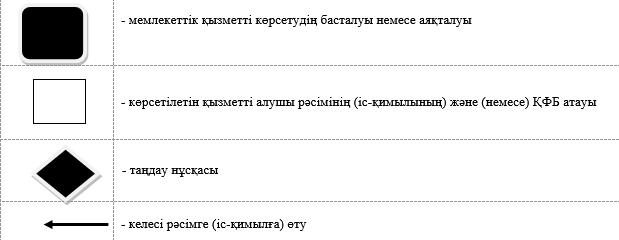 - мемлекеттік қызметті көрсетудің басталуы немесе аяқталуы
- көрсетілетін қызметті алушы рәсімінің (іс-қимылының) және (немесе) ҚФБ атауы
- таңдау нұсқасы
- келесі рәсімге (іс-қимылға) өту